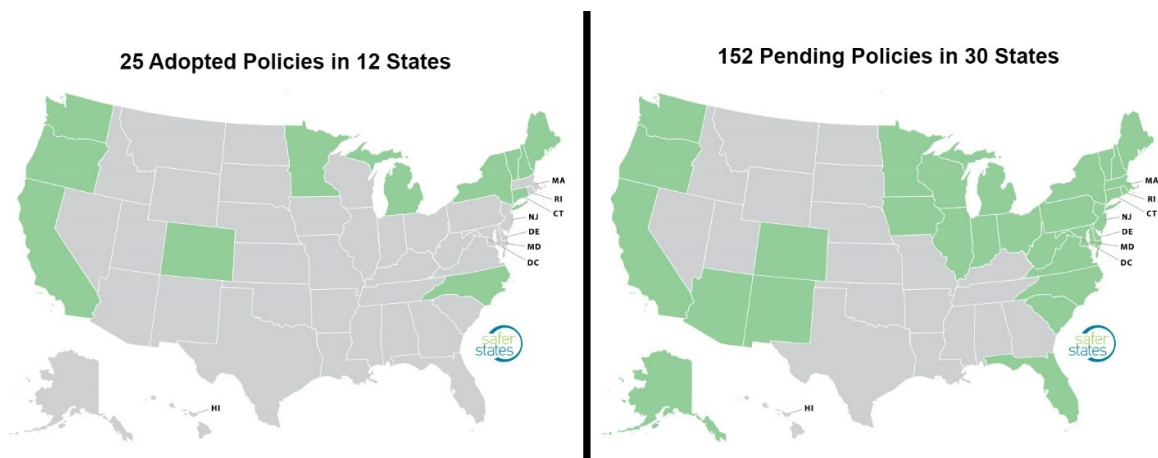 25 Adopted Policies in 12 States
MA
RI
CT
NJ
DE
MD
DC
HI
safer
states
152 Pending Policies in 30 States
MA
RI
CT
NJ
DE
MD
DC
HI
safer
states